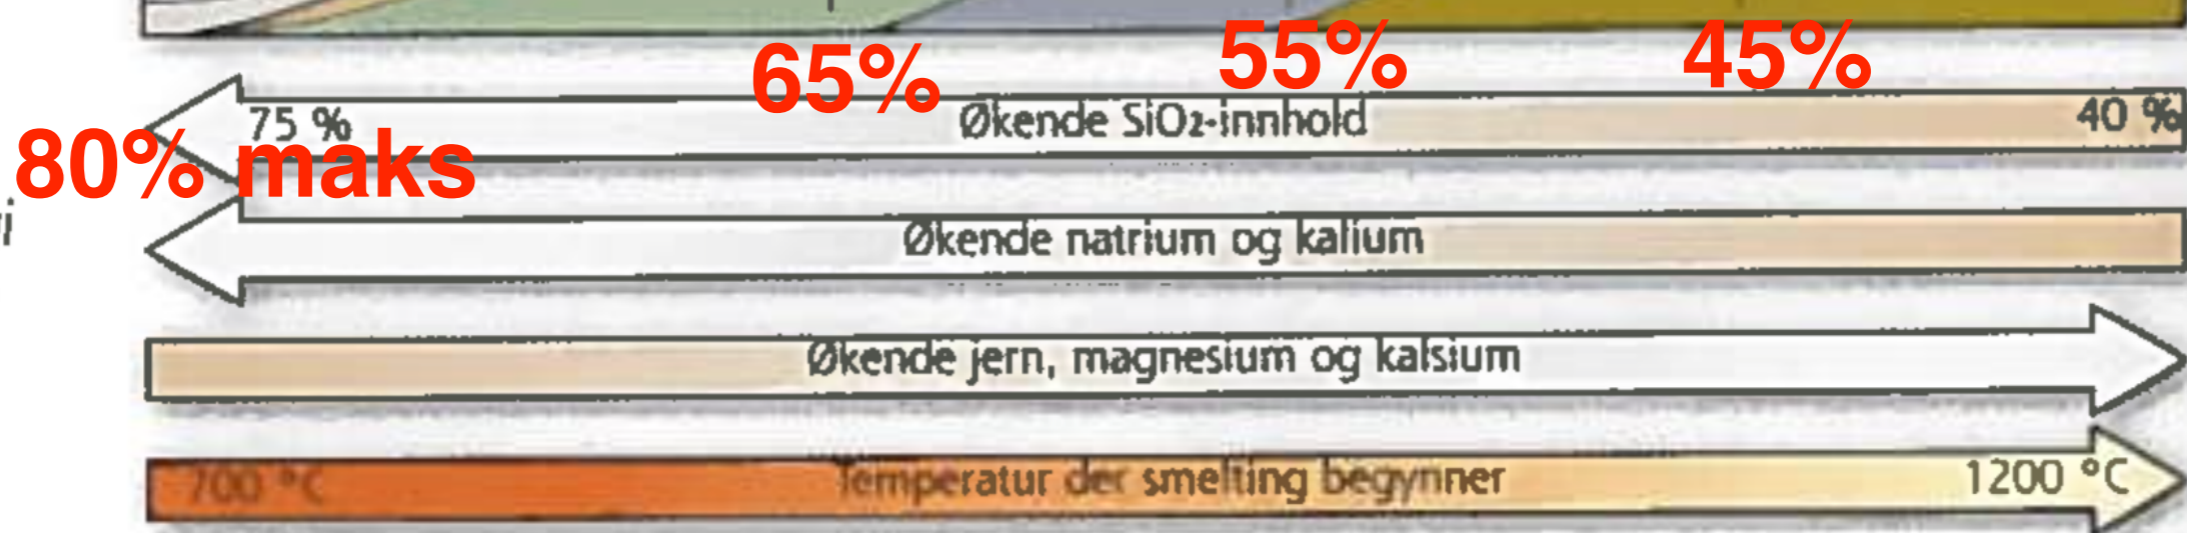 65% 55% 45%
75 % Økende SiO₂-innhold 40 %
80% maks
Økende natrium og kalium
Økende jern, magnesium og kalsium
700 °C Temperatur der smelting begynner 1200 °C